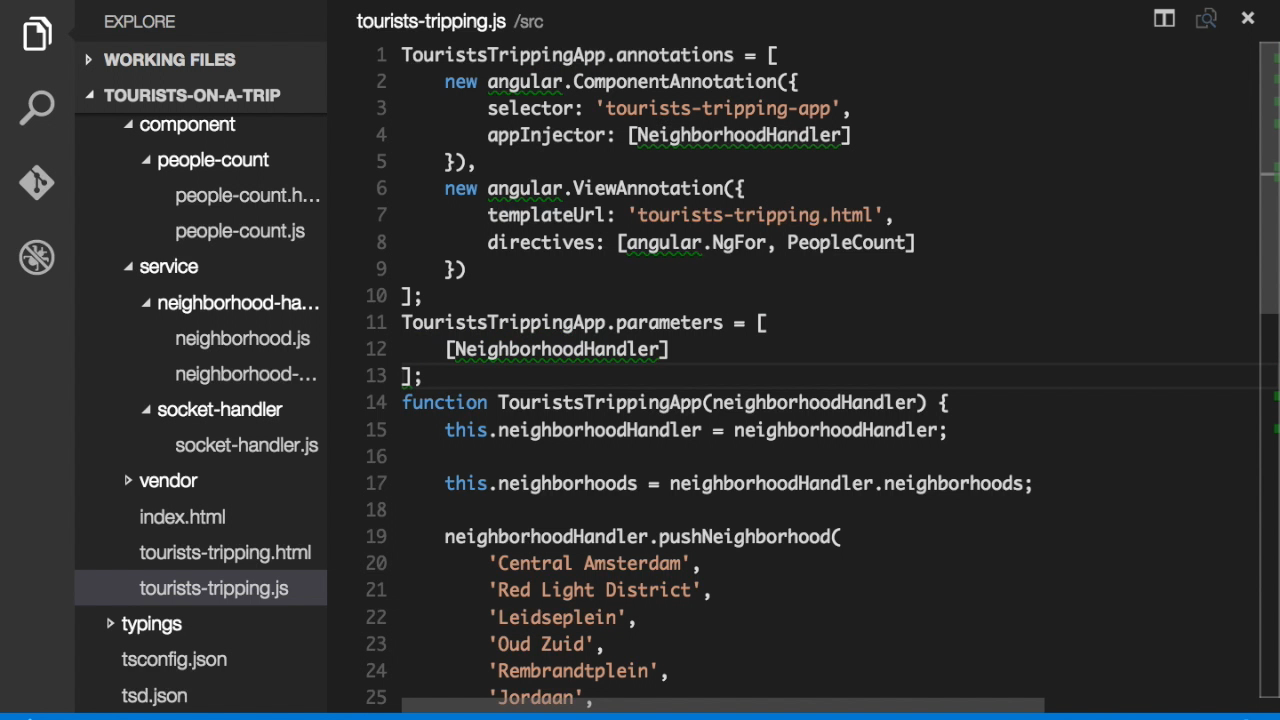 EXPLORE
WORKING FILES
TOURISTS-ON-A-TRIP
component
people-count
people-count.h...
people-count.js
service
neighborhood-ha...
neighborhood.js
neighborhood-...
socket-handler
socket-handler.js
vendor
index.html
tourists-tripping.html
tourists-tripping.js
typings
tsconfig.json
tsd.json
tourists-tripping.js /src
1 TouristsTrippingApp.annotations = [
2 new angular.ComponentAnnotation({
3 selector: 'tourists-tripping-app',
4 appInjector: [NeighborhoodHandler]
5 }),
6 new angular.ViewAnnotation({
7 templateUrl: 'tourists-tripping.html',
8 directives: [angular.NgFor, PeopleCount]
9 })
10 ];
11 TouristsTrippingApp.parameters = [
12 [NeighborhoodHandler]
13 ];
14 function TouristsTrippingApp(neighborhoodHandler) {
15 this.neighborhoodHandler = neighborhoodHandler;
16
17 this.neighborhoods = neighborhoodHandler.neighborhoods;
18
19 neighborhoodHandler.pushNeighborhood(
20 'Central Amsterdam',
21 'Red Light District',
22 'Leidseplein',
23 'Oud Zuid',
24 'Rembrandtplein',
25 'Jordaan',